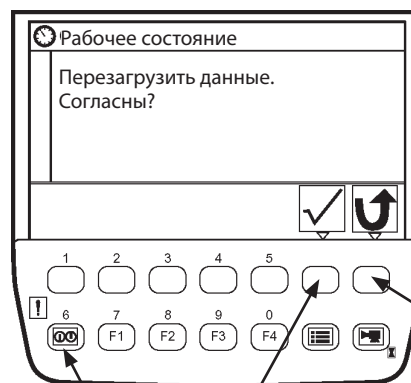 Рабочее состояние
Перезагрузить данные.
Согласны?
1 2 3 4 5
!
6 7 8 9 0
F1 F2 F3 F4